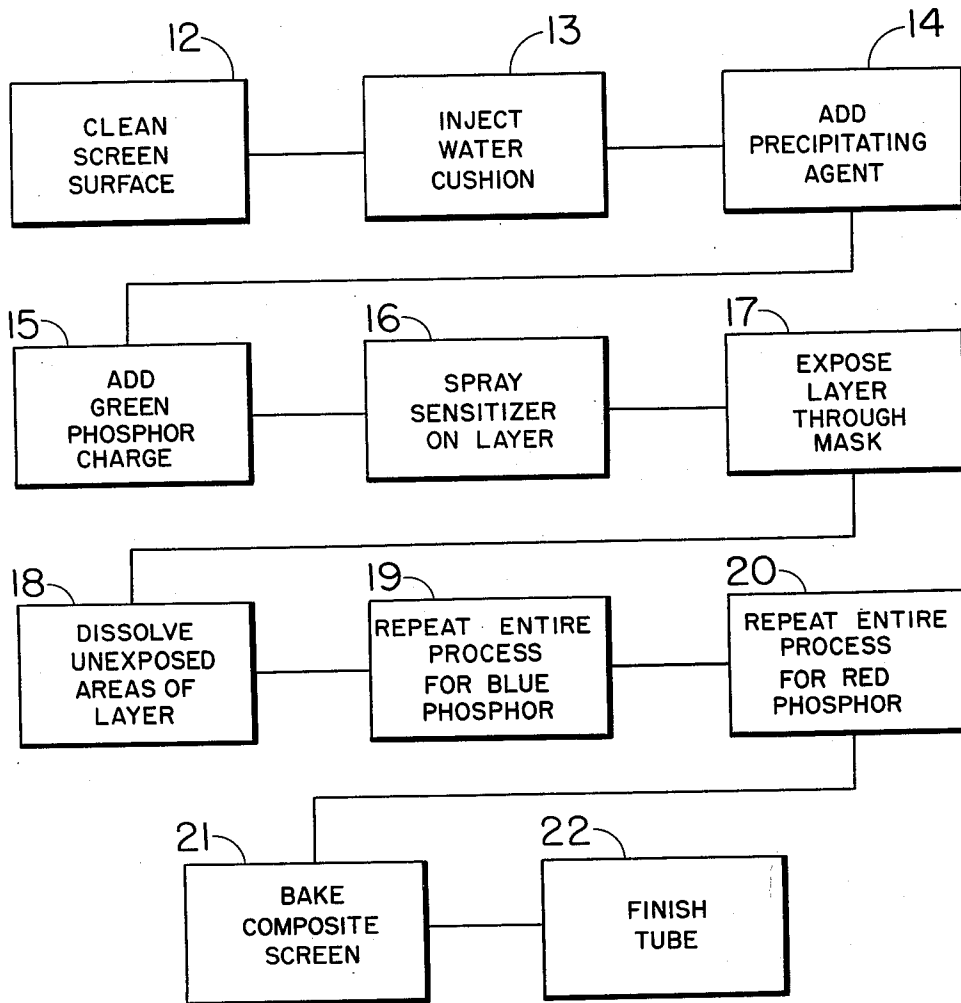 12
CLEAN
SCREEN
SURFACE
13
INJECT
WATER
CUSHION
14
ADD
PRECIPITATING
AGENT
15
ADD
GREEN
PHOSPHOR
CHARGE
16
SPRAY
SENSITIZER
ON LAYER
17
EXPOSE
LAYER
THROUGH
MASK
18
DISSOLVE
UNEXPOSED
AREAS OF
LAYER
19
REPEAT ENTIRE
PROCESS
FOR BLUE
PHOSPHOR
20
REPEAT ENTIRE
PROCESS
FOR RED
PHOSPHOR
21
BAKE
COMPOSITE
SCREEN
22
FINISH
TUBE